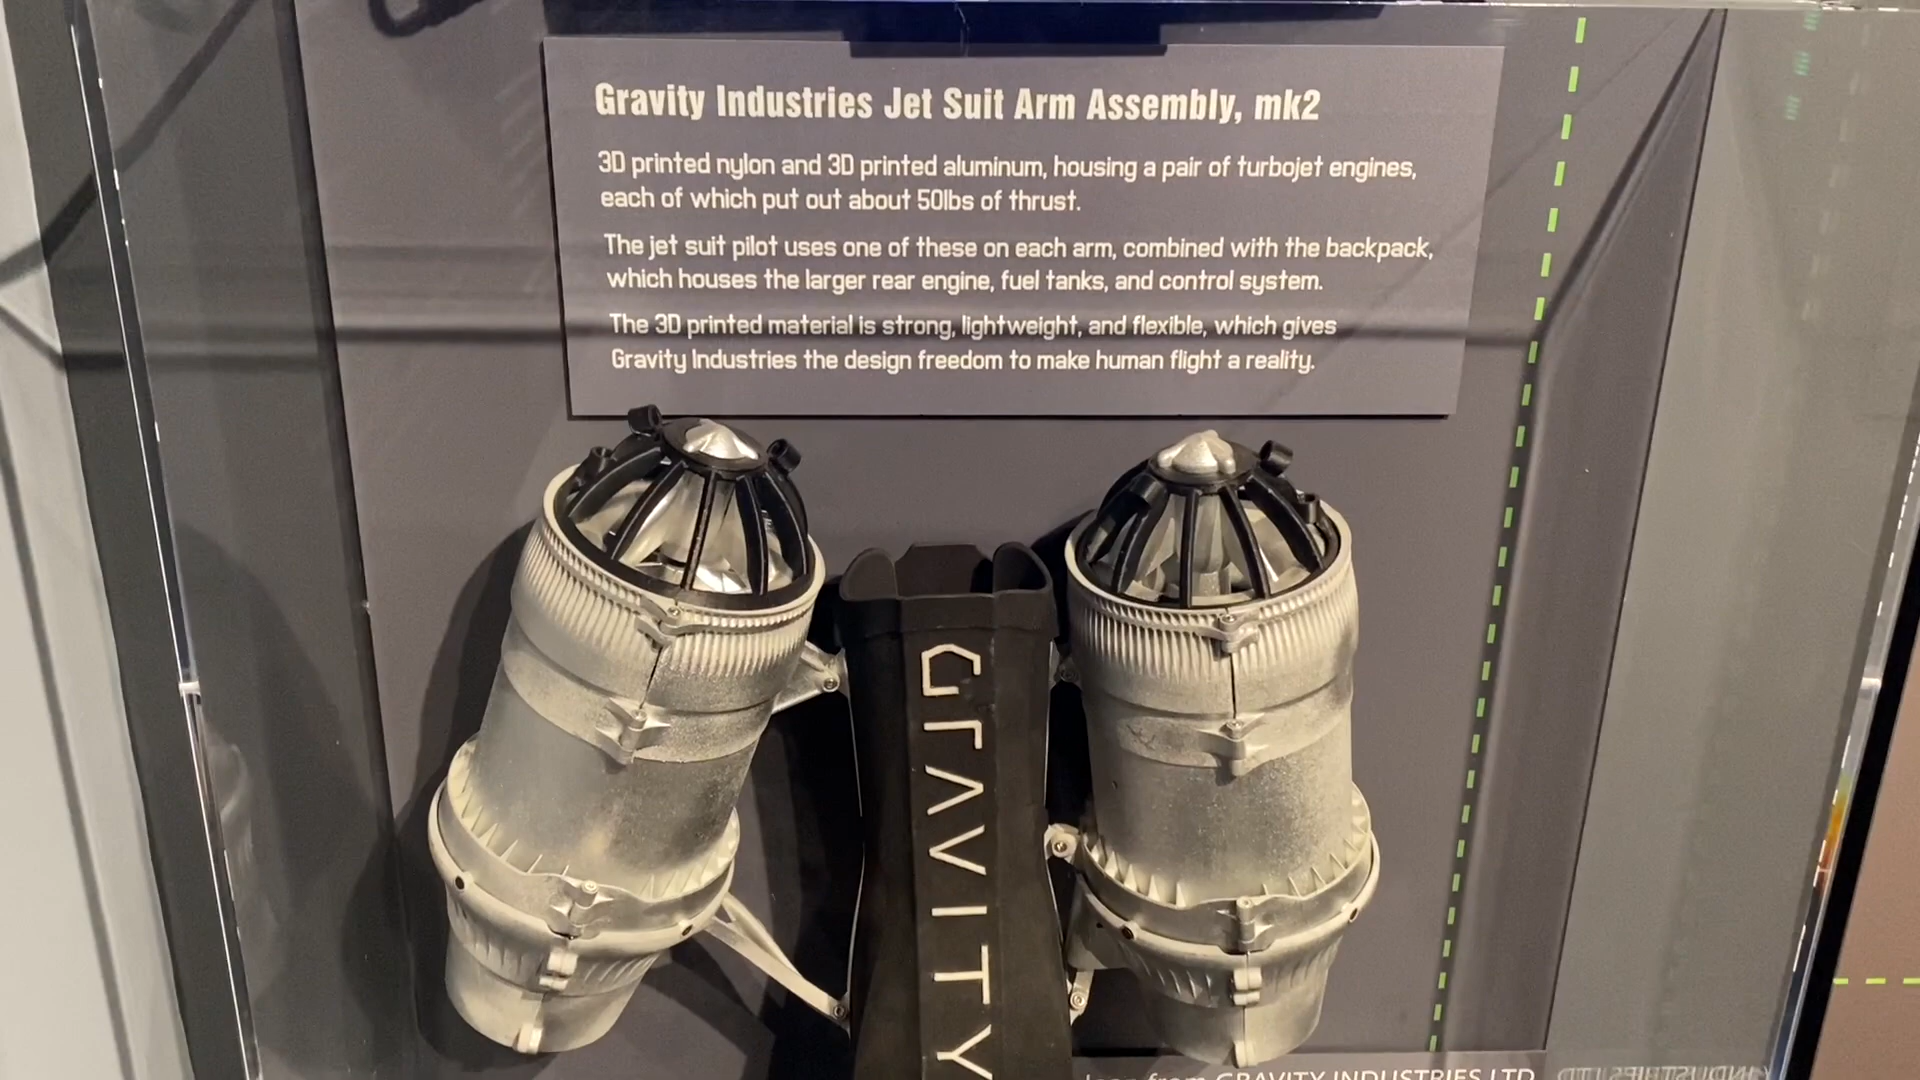 Gravity Industries Jet Suit Arm Assembly, mk2
3D printed nylon and 3D printed aluminum, housing a pair of turbojet engines,
each of which put out about 50lbs of thrust.
The jet suit pilot uses one of these on each arm, combined with the backpack,
which houses the larger rear engine, fuel tanks, and control system.
The 3D printed material is strong, lightweight, and flexible, which gives
Gravity Industries the design freedom to make human flight a reality.
GRAVITY
from GRAVITY INDUSTRIES LTD